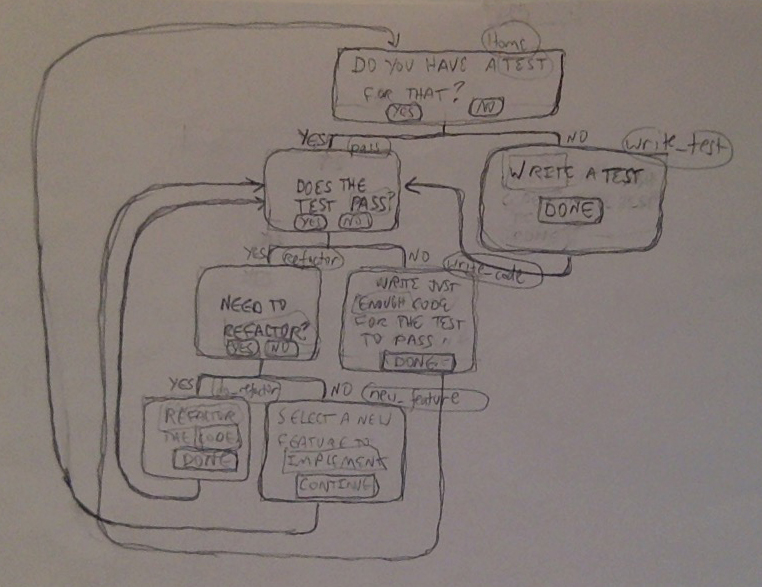 Home
DO YOU HAVE A TEST
FOR THAT?
YES NO
YES pass NO write_test
DOES THE
TEST PASS?
YES NO
WRITE A TEST
DONE
YES refactor NO write_code
NEED TO
REFACTOR?
YES NO
WRITE JUST
ENOUGH CODE
FOR THE TEST
TO PASS.
DONE
YES do_refactor NO new_feature
REFACTOR
THE CODE
DONE
SELECT A NEW
FEATURE TO
IMPLEMENT
CONTINUE